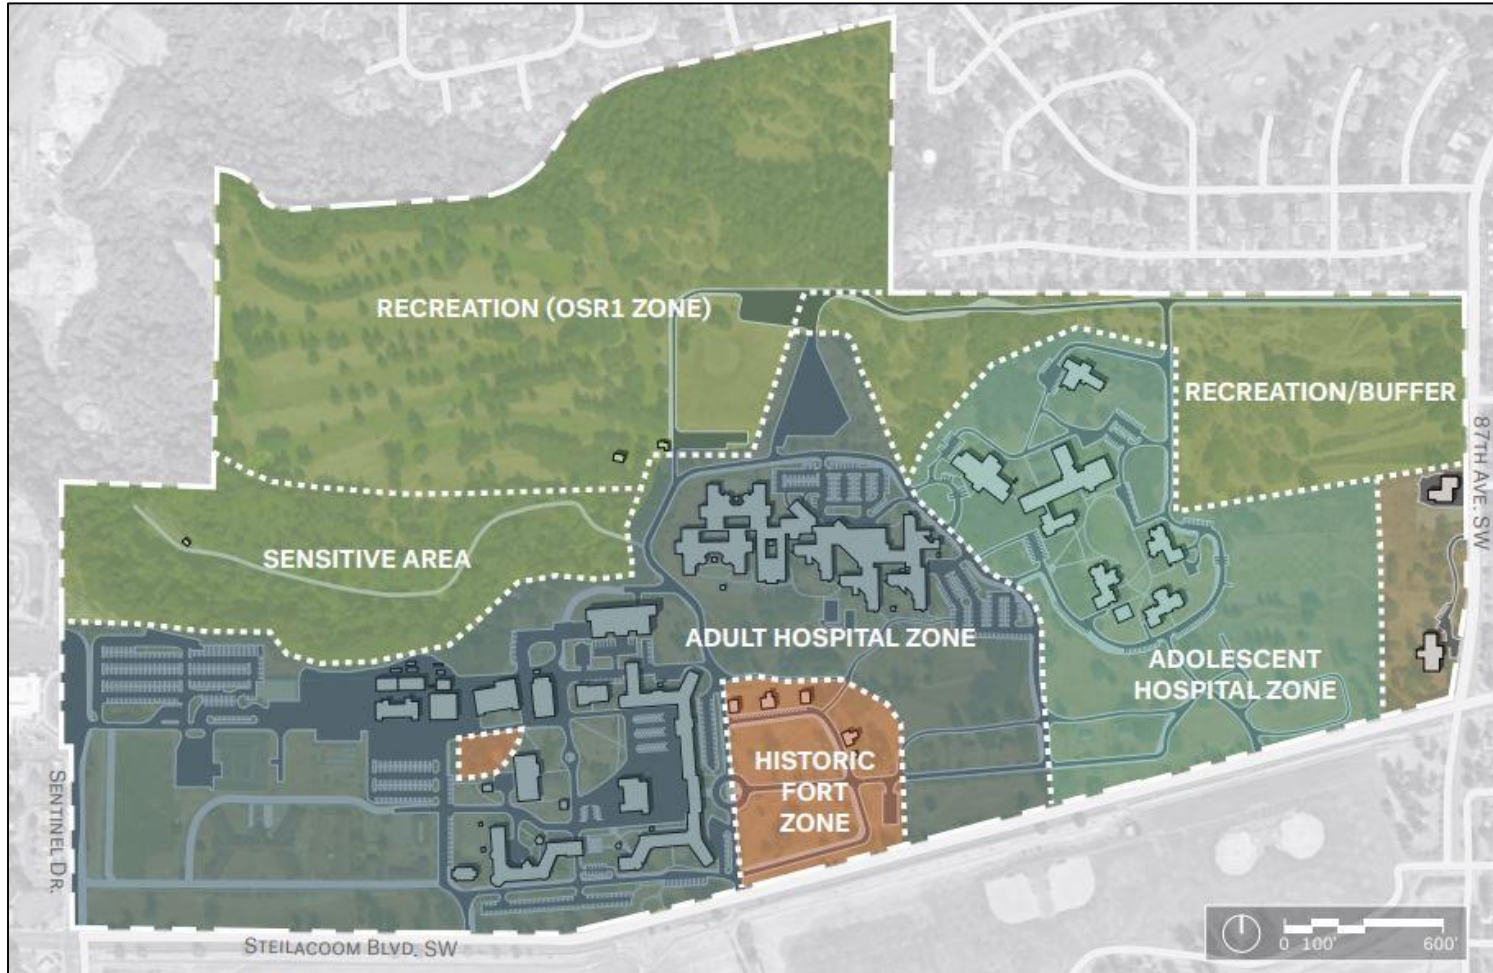 RECREATION (OSR1 ZONE)
RECREATION/BUFFER
87TH AVE. SW
SENSITIVE AREA
ADULT HOSPITAL ZONE
ADOLESCENT
HOSPITAL ZONE
HISTORIC
FORT
ZONE
SENTINEL DR.
STEILACOOM BLVD. SW
0 100' 600'